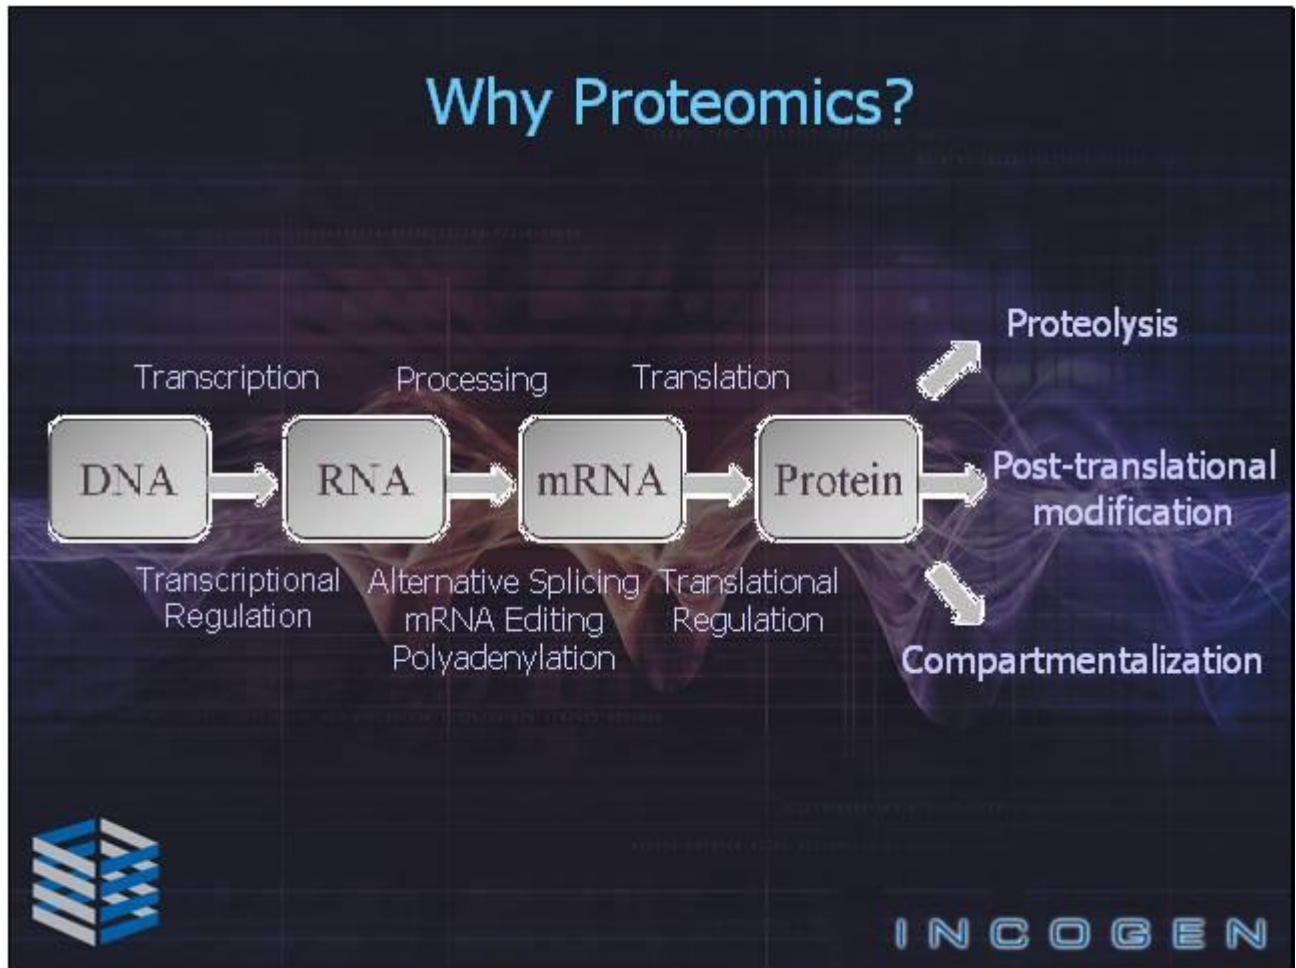 Why Proteomics?
Transcription
Processing
Translation
DNA
RNA
mRNA
Protein
Transcriptional
Regulation
Alternative Splicing
mRNA Editing
Polyadenylation
Translational
Regulation
Proteolysis
Post-translational
modification
Compartmentalization
INCOGEN